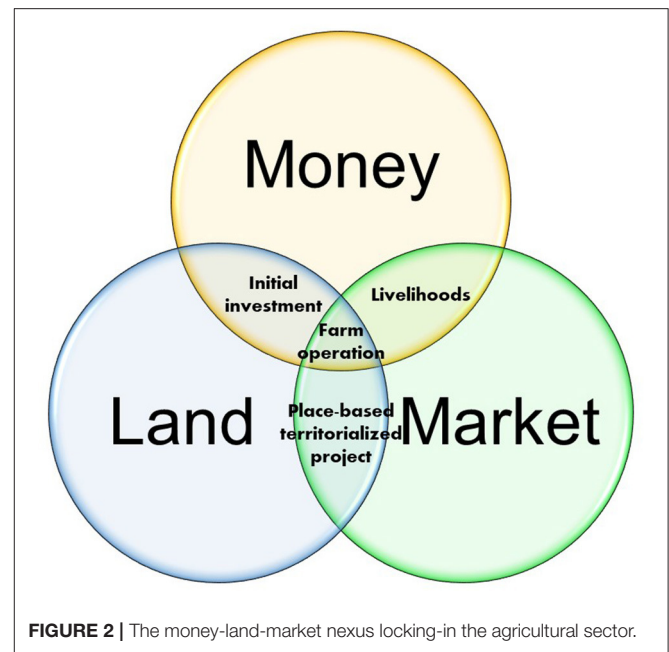 Money
Initial
investment
Livelihoods
Farm
operation
Land
Place-based
territorialized
project
Market
FIGURE 2 | The money-land-market nexus locking-in the agricultural sector.